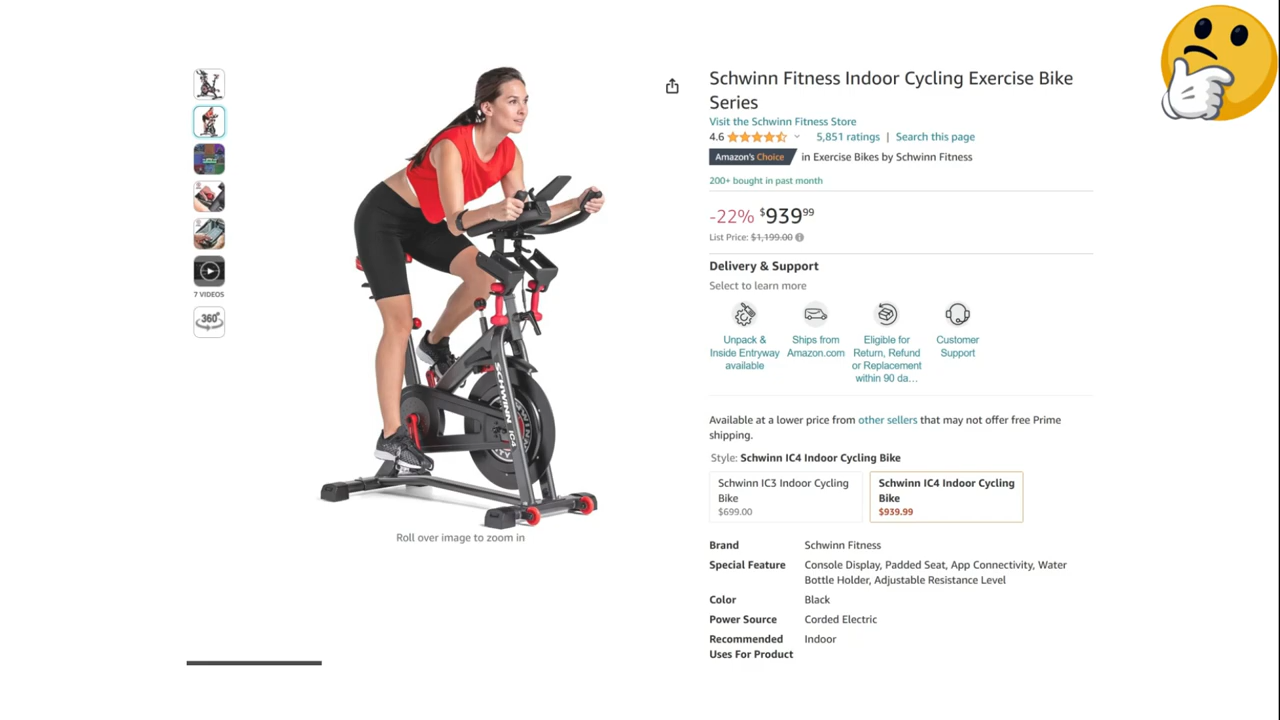 Schwinn Fitness Indoor Cycling Exercise Bike
Series
Visit the Schwinn Fitness Store
4.6
5,851 ratings | Search this page
Amazon's Choice in Exercise Bikes by Schwinn Fitness
200+ bought in past month
-22% $939.99
List Price: $1,199.00
Delivery & Support
Select to learn more
Unpack &
Inside Entryway
available
Ships from
Amazon.com
Eligible for
Return, Refund
or Replacement
within 90 da…
Customer
Support
Available at a lower price from other sellers that may not offer free Prime
shipping.
Style: Schwinn IC4 Indoor Cycling Bike
Schwinn IC3 Indoor Cycling
Bike
$699.00
Schwinn IC4 Indoor Cycling
Bike
$939.99
Brand Schwinn Fitness
Special Feature Console Display, Padded Seat, App Connectivity, Water
Bottle Holder, Adjustable Resistance Level
Color Black
Power Source Corded Electric
Recommended
Uses For Product
Indoor
7 VIDEOS
360°
SCHWINN IC4
Roll over image to zoom in